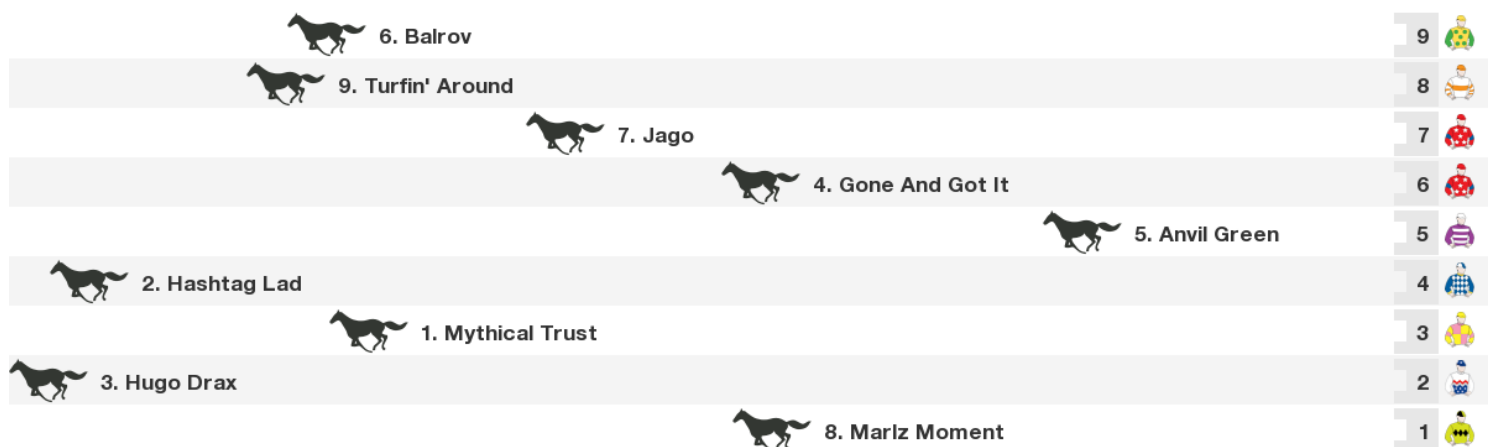 6. Balrov 9
9. Turfin' Around 8
7. Jago 7
4. Gone And Got It 6
5. Anvil Green 5
2. Hashtag Lad 4
1. Mythical Trust 3
3. Hugo Drax 2
8. Marlz Moment 1